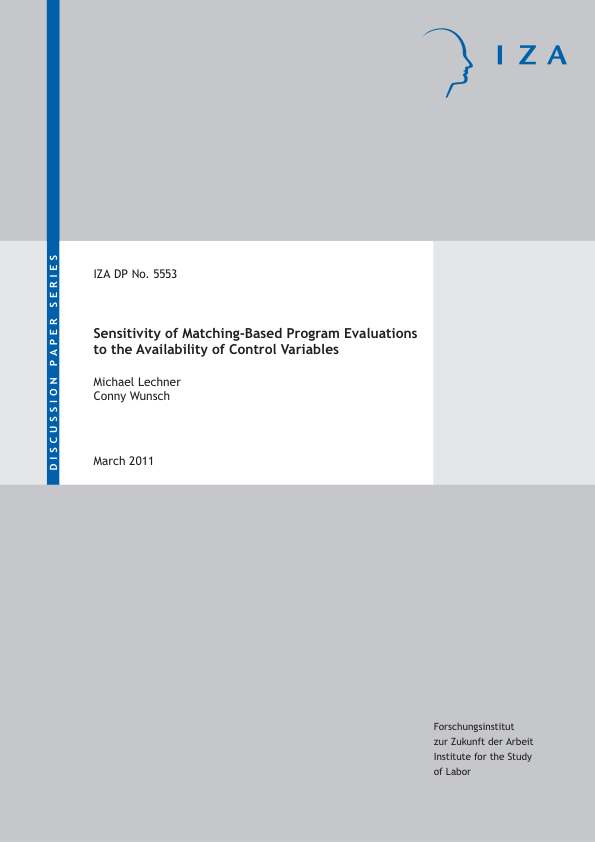 I Z A
DISCUSSION PAPER SERIES
IZA DP No. 5553
Sensitivity of Matching-Based Program Evaluations
to the Availability of Control Variables
Michael Lechner
Conny Wunsch
March 2011
Forschungsinstitut
zur Zukunft der Arbeit
Institute for the Study
of Labor